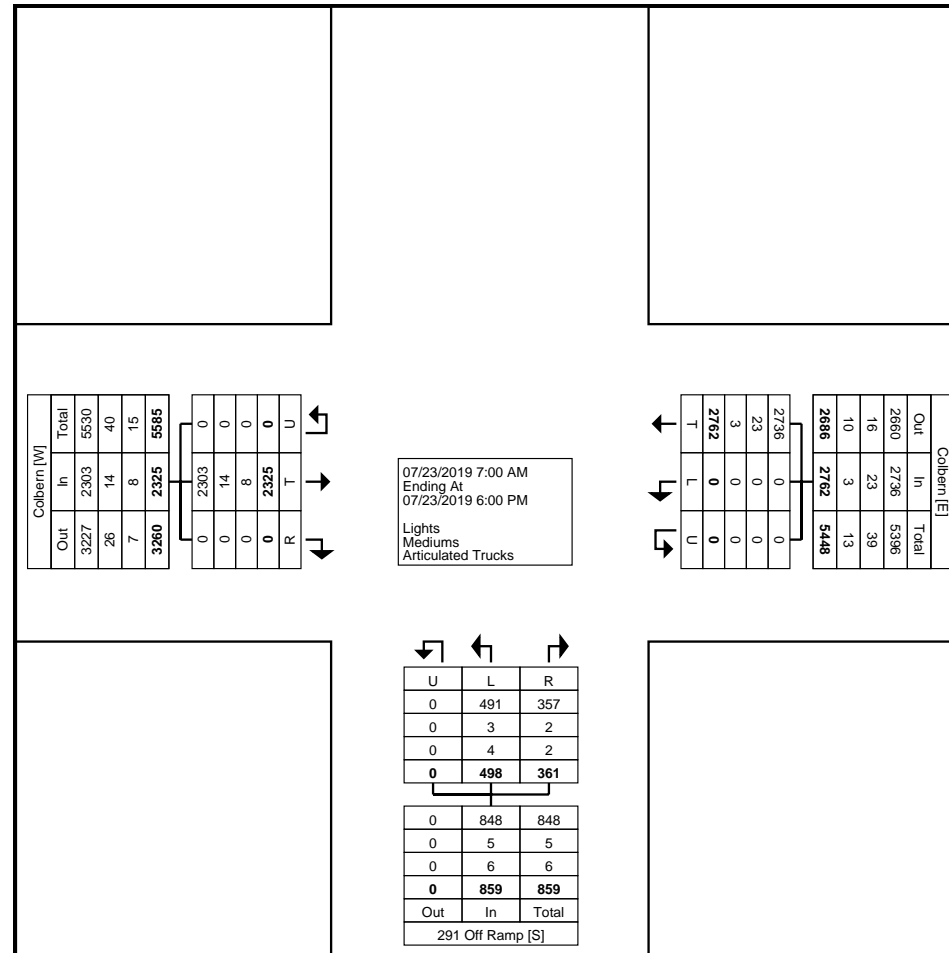 Colbern [W]
Total In Out
5530 2303 3227
40 14 26
15 8 7
5585 2325 3260
0 2303 0
0 14 0
0 8 0
0 2325 0
U T R
07/23/2019 7:00 AM
Ending At
07/23/2019 6:00 PM
Lights
Mediums
Articulated Trucks
Colbern [E]
Out In Total
2660 2736 5396
16 23 39
10 3 13
2686 2762 5448
2736 0 0
23 0 0
3 0 0
2762 0 0
T L U
U L R
0 491 357
0 3 2
0 4 2
0 498 361
0 848 848
0 5 5
0 6 6
0 859 859
Out In Total
291 Off Ramp [S]